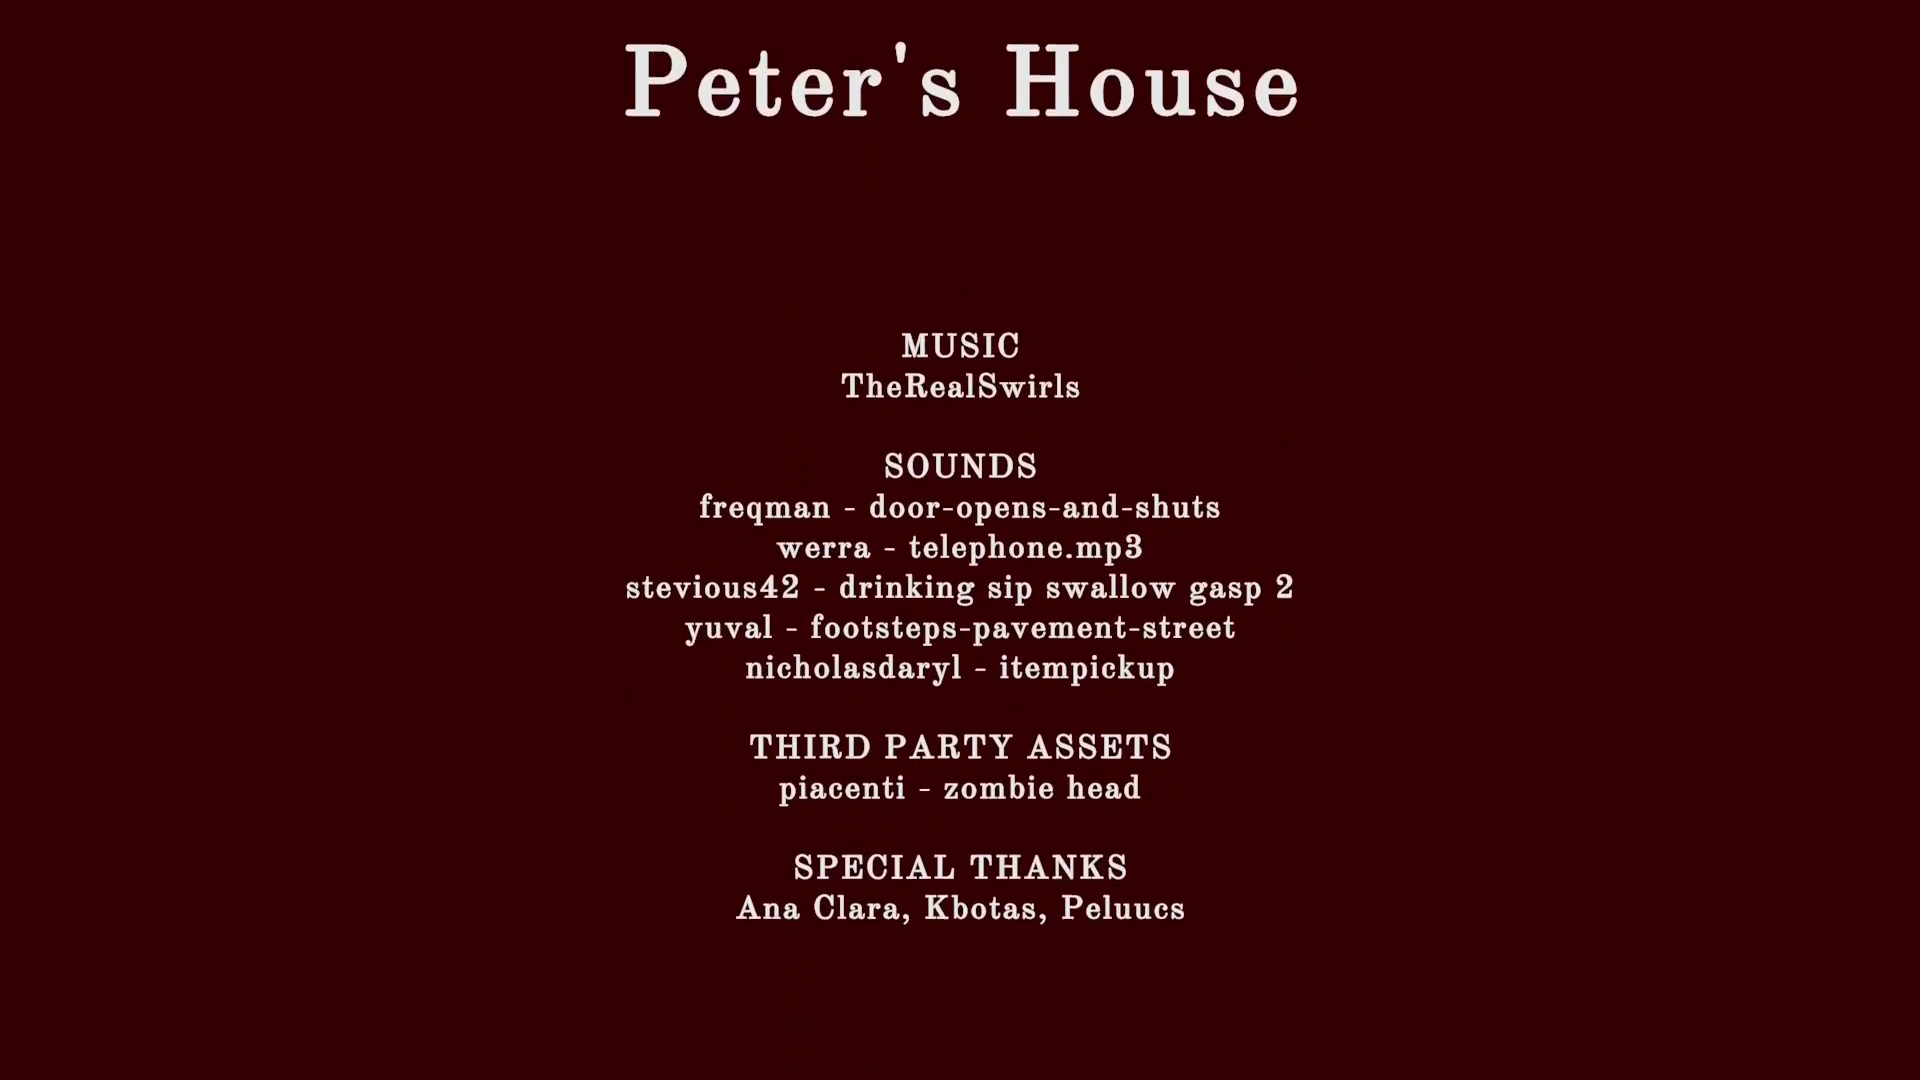 Peter's House
MUSIC
TheRealSwirls
SOUNDS
freqman - door-opens-and-shuts
werra - telephone.mp3
stevious42 - drinking sip swallow gasp 2
yuval - footsteps-pavement-street
nicholasdaryl - itempickup
THIRD PARTY ASSETS
piacenti - zombie head
SPECIAL THANKS
Ana Clara, Kbotas, Peluucs